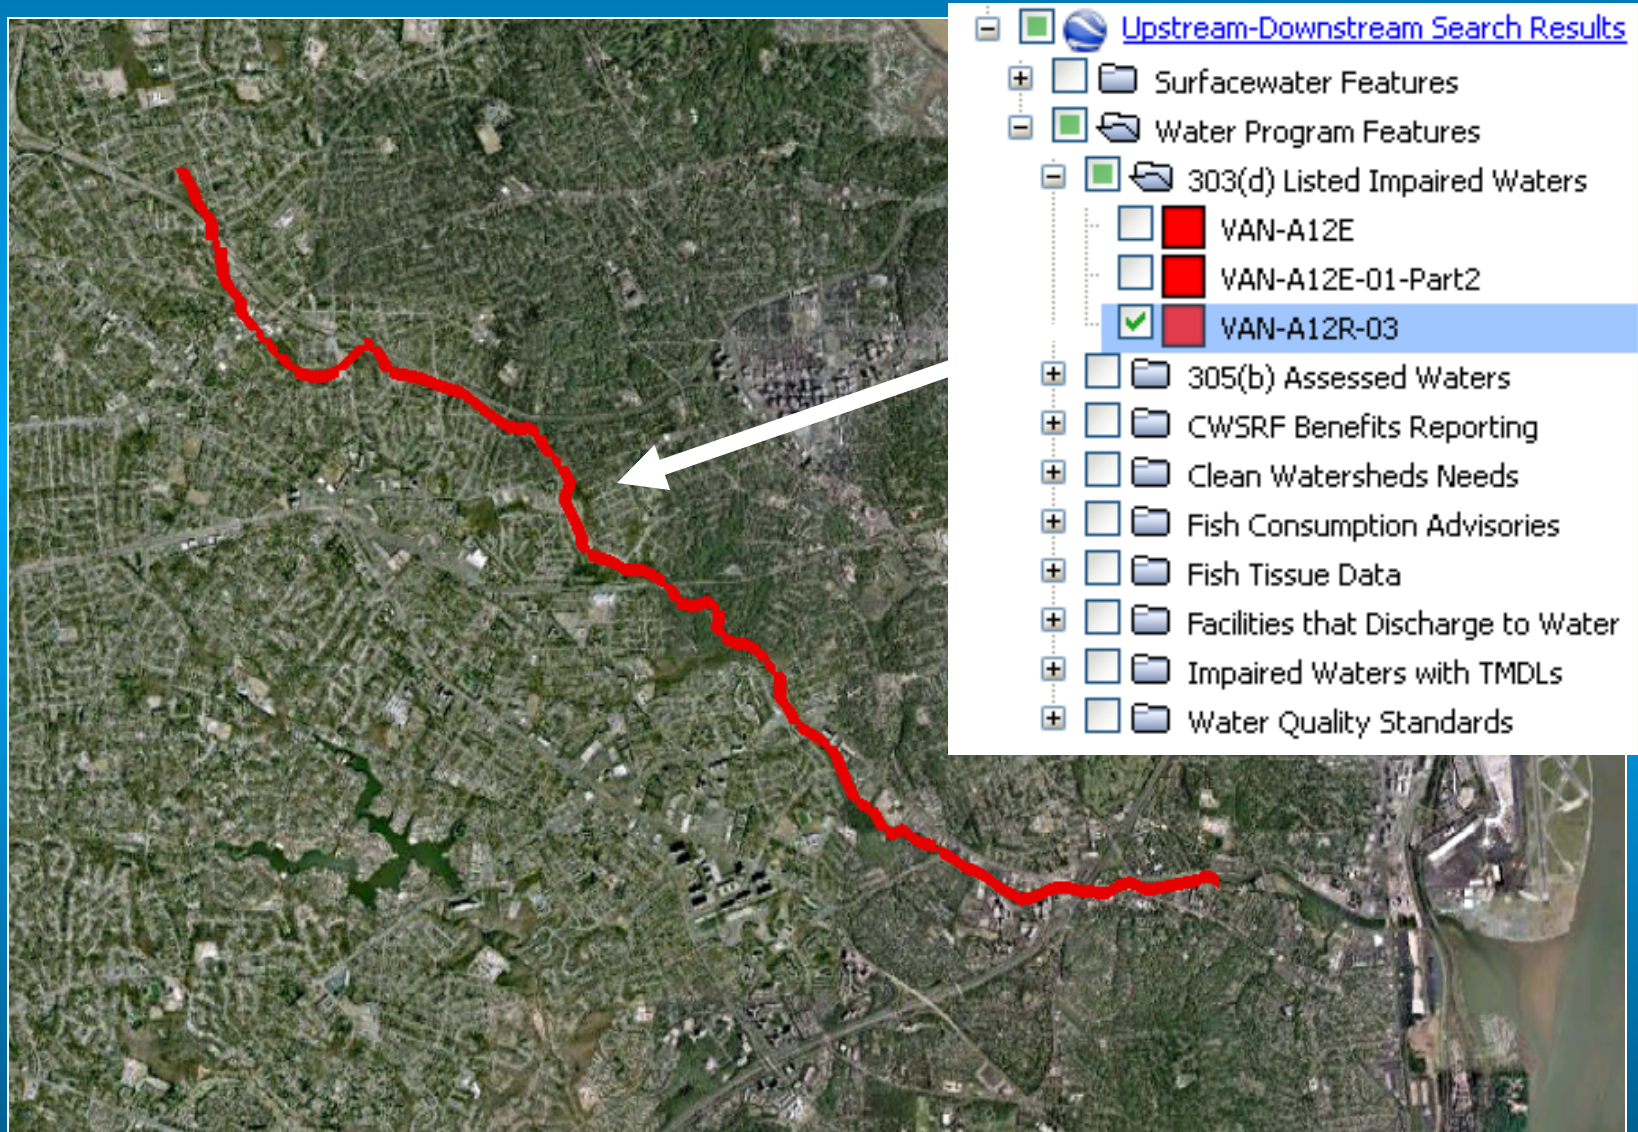 Upstream-Downstream Search Results
Surfacewater Features
Water Program Features
303(d) Listed Impaired Waters
VAN-A12E
VAN-A12E-01-Part2
VAN-A12R-03
305(b) Assessed Waters
CWSRF Benefits Reporting
Clean Watersheds Needs
Fish Consumption Advisories
Fish Tissue Data
Facilities that Discharge to Water
Impaired Waters with TMDLs
Water Quality Standards